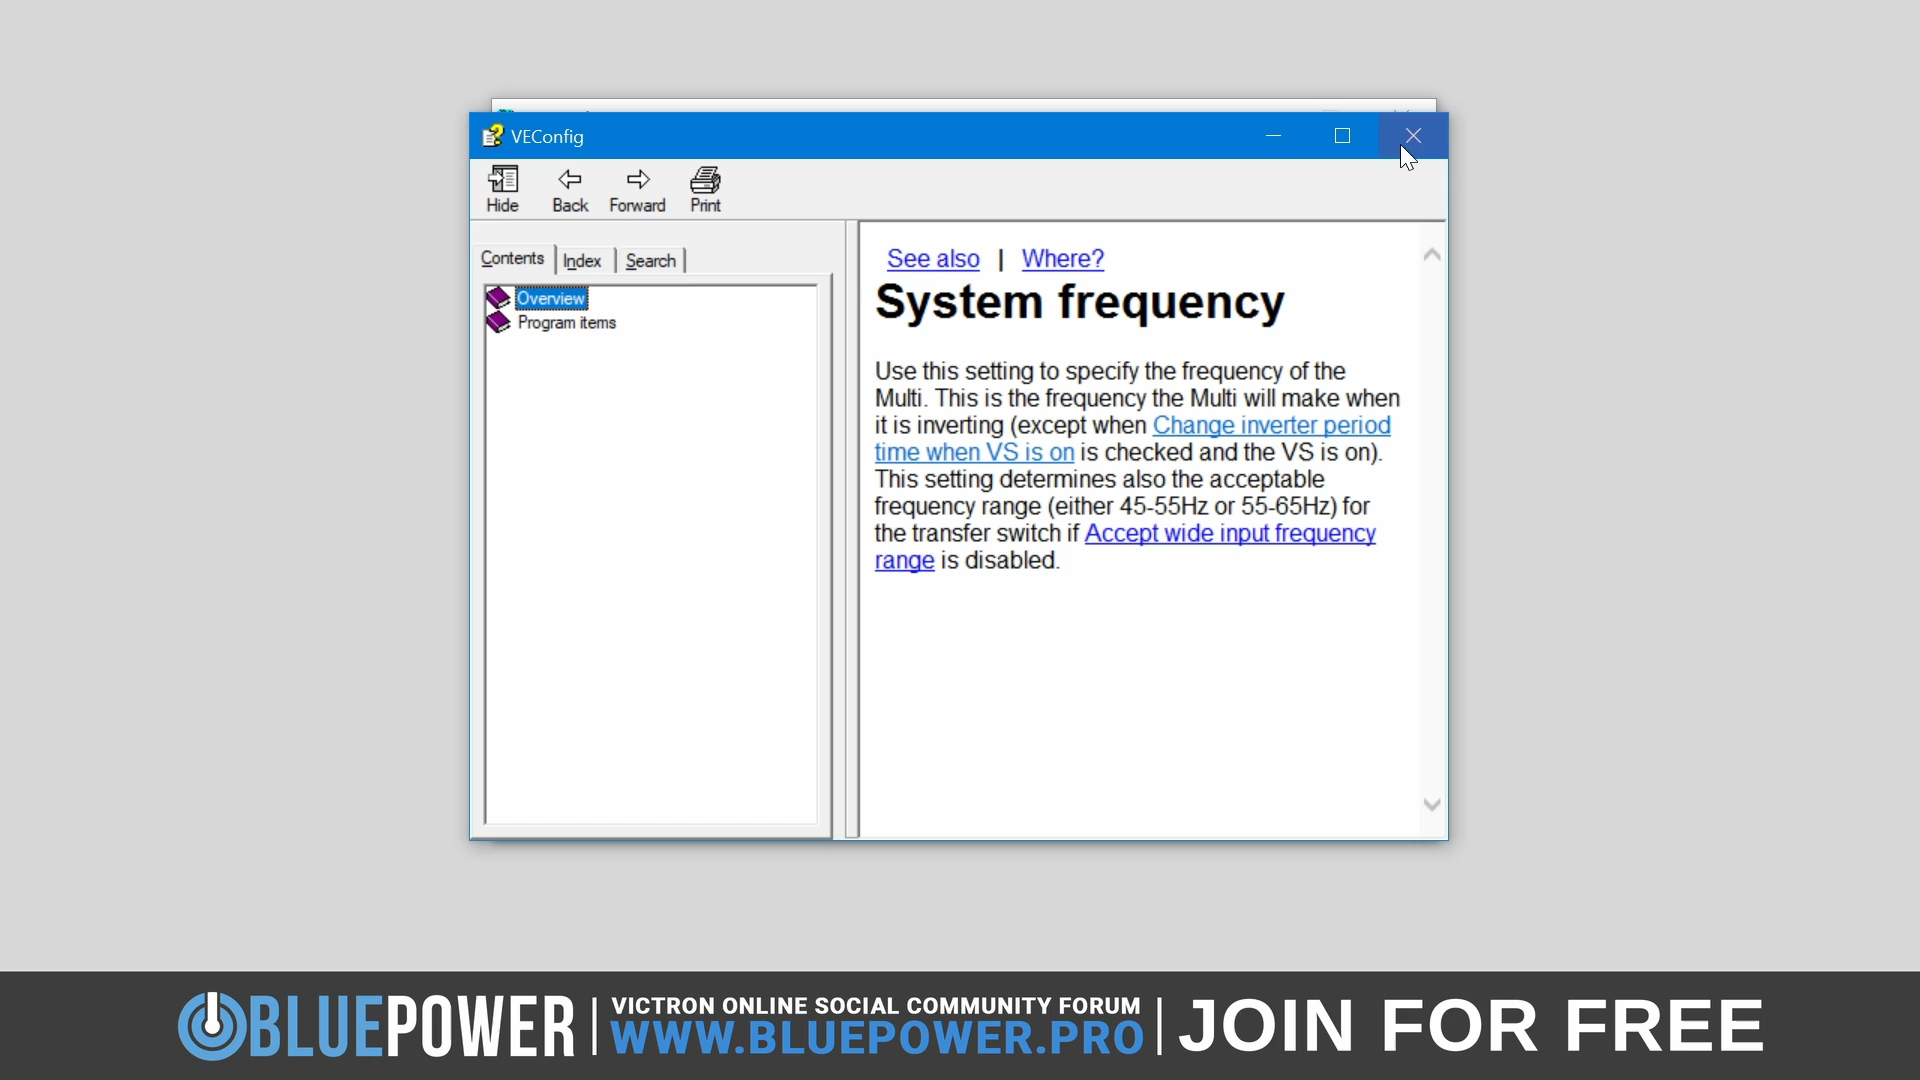 VEConfig
Hide Back Forward Print
Contents Index Search
Overview
Program items
See also | Where?
System frequency
Use this setting to specify the frequency of the
Multi. This is the frequency the Multi will make when
it is inverting (except when Change inverter period
time when VS is on is checked and the VS is on).
This setting determines also the acceptable
frequency range (either 45-55Hz or 55-65Hz) for
the transfer switch if Accept wide input frequency
range is disabled.
BLUEPOWER
VICTRON ONLINE SOCIAL COMMUNITY FORUM
WWW.BLUEPOWER.PRO
JOIN FOR FREE